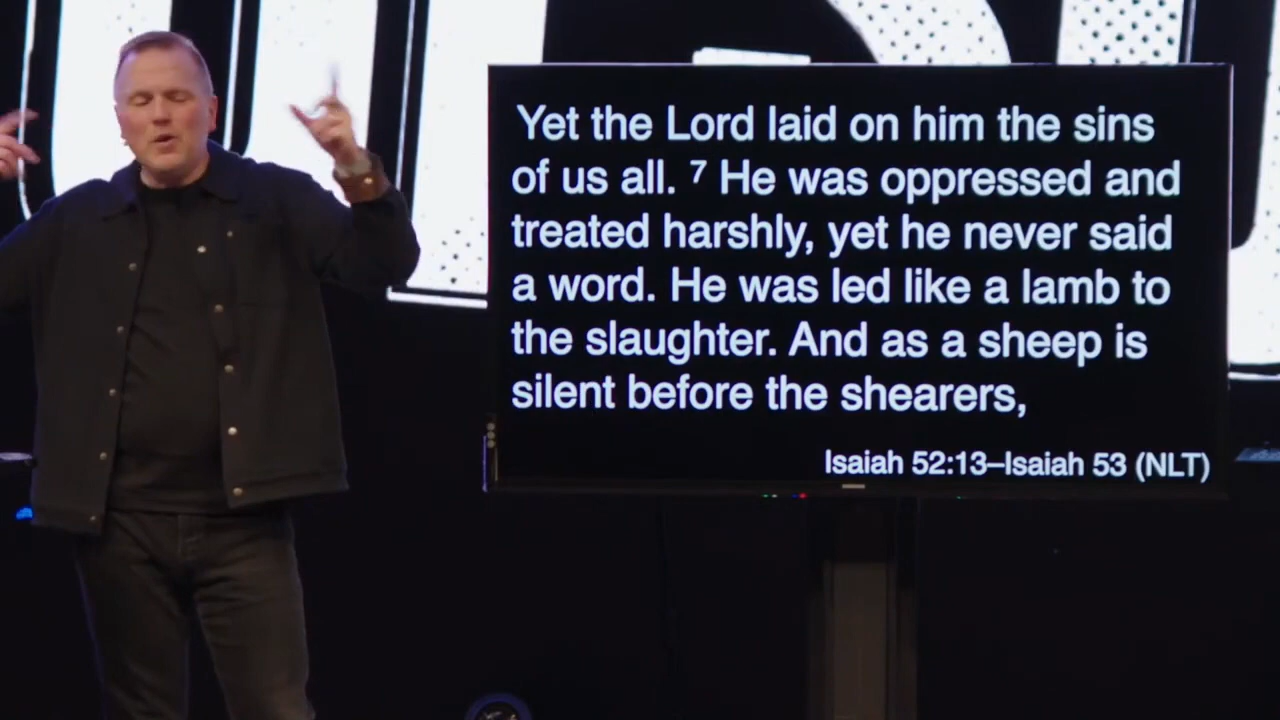 Yet the Lord laid on him the sins
of us all. ⁷ He was oppressed and
treated harshly, yet he never said
a word. He was led like a lamb to
the slaughter. And as a sheep is
silent before the shearers,
Isaiah 52:13–Isaiah 53 (NLT)